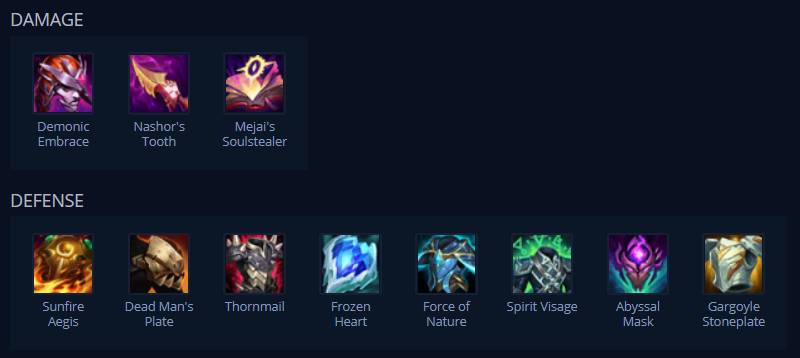 DAMAGE
Demonic
Embrace
Nashor's
Tooth
Mejai's
Soulstealer
DEFENSE
Sunfire
Aegis
Dead Man's
Plate
Thornmail
Frozen
Heart
Force of
Nature
Spirit Visage
Abyssal
Mask
Gargoyle
Stoneplate